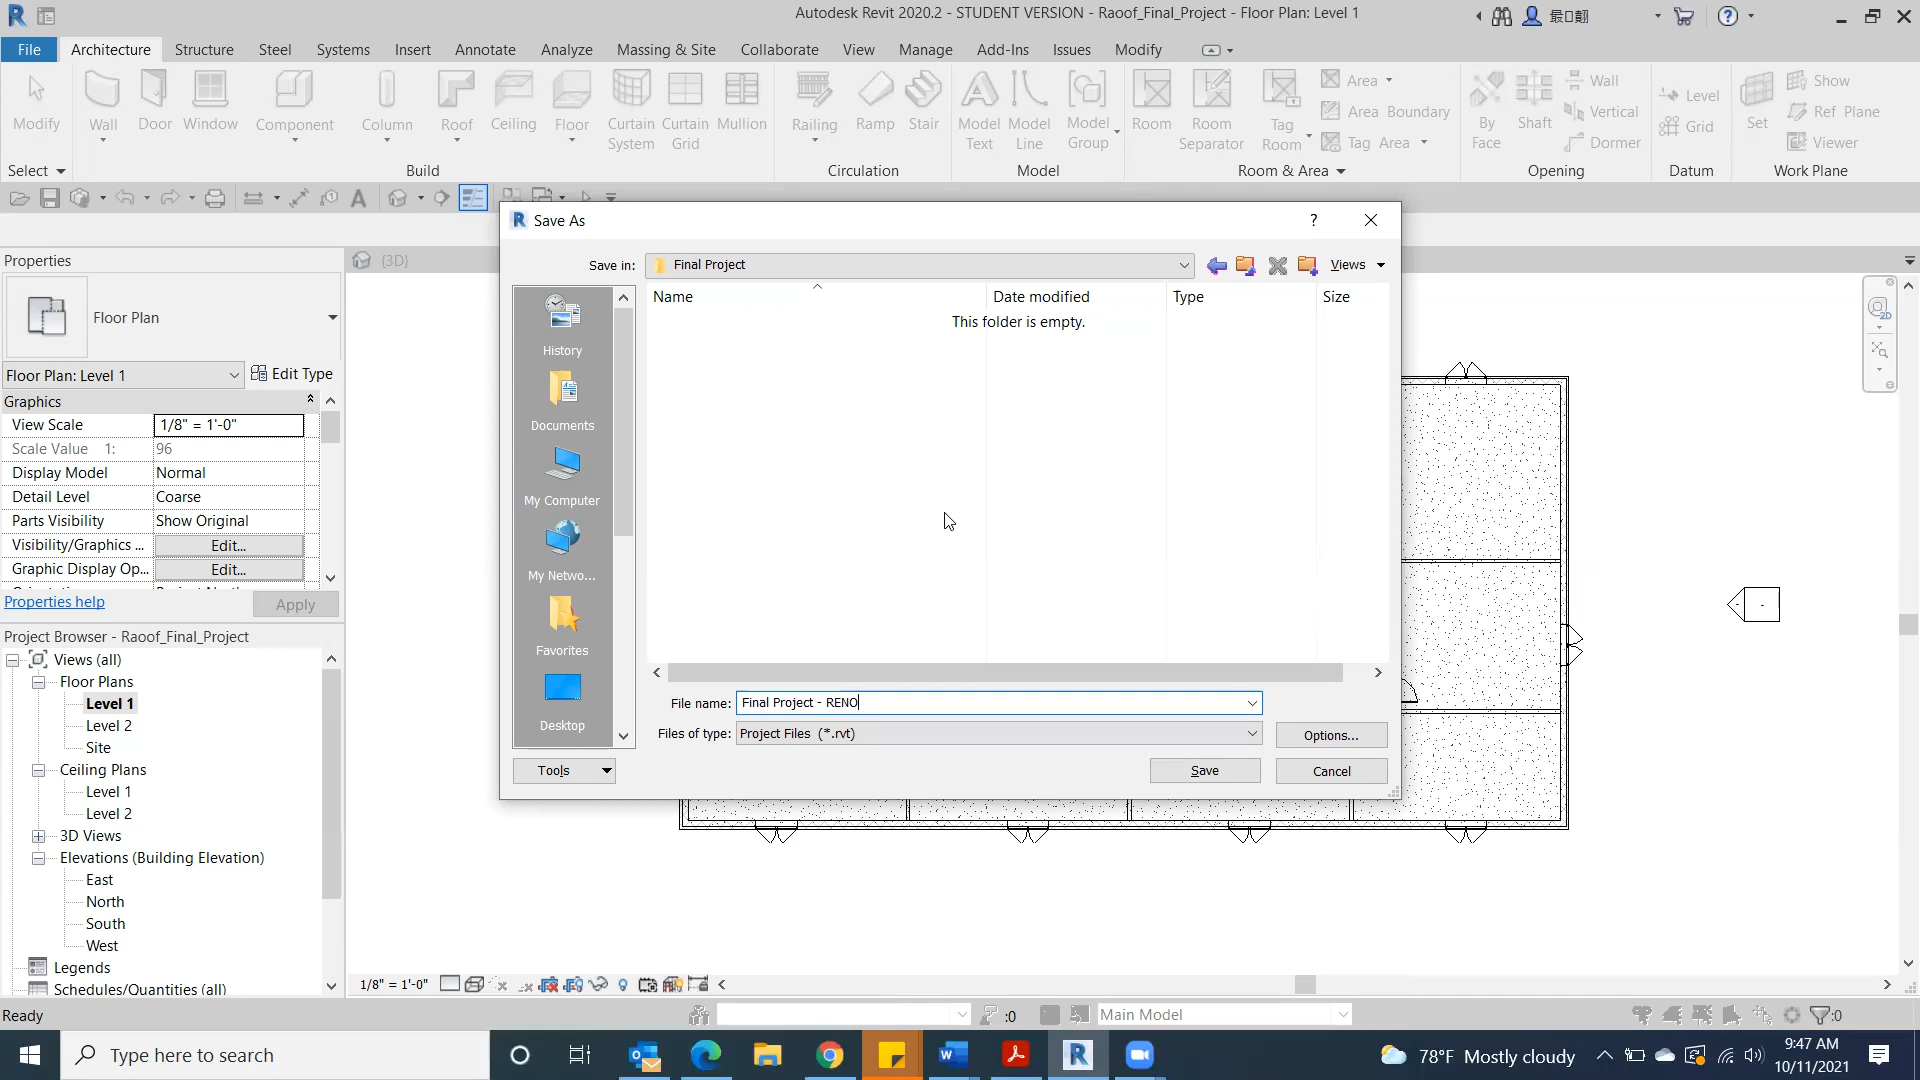 Autodesk Revit 2020.2 - STUDENT VERSION - Raoof_Final_Project - Floor Plan: Level 1
File Architecture Structure Steel Systems Insert Annotate Analyze Massing & Site Collaborate View Manage Add-Ins Issues Modify
Modify Wall Door Window Component Column Roof Ceiling Floor Curtain System Curtain Grid Mullion Railing Ramp Stair Model Text Model Line Model Group Room Room Separator Tag Room Area Area Boundary Tag Area By Face Shaft Wall Vertical Dormer Level Grid Set Show Ref Plane Viewer
Select Build Circulation Model Room & Area Opening Datum Work Plane
Save As
Properties
{3D}
Save in: Final Project Views
Name Date modified Type Size
This folder is empty.
Floor Plan
Floor Plan: Level 1 Edit Type
Graphics
View Scale 1/8" = 1'-0"
Scale Value 1: 96
Display Model Normal
Detail Level Coarse
Parts Visibility Show Original
Visibility/Graphics ... Edit...
Graphic Display Op... Edit...
Properties help Apply
History
Documents
My Computer
My Netwo...
Favorites
Desktop
File name: Final Project - RENO
Files of type: Project Files (*.rvt) Options...
Tools Save Cancel
Project Browser - Raoof_Final_Project
Views (all)
Floor Plans
Level 1
Level 2
Site
Ceiling Plans
Level 1
Level 2
3D Views
Elevations (Building Elevation)
East
North
South
West
Legends
Schedules/Quantities (all)
1/8" = 1'-0"
Ready :0 Main Model :0
Type here to search 78°F Mostly cloudy 9:47 AM
10/11/2021